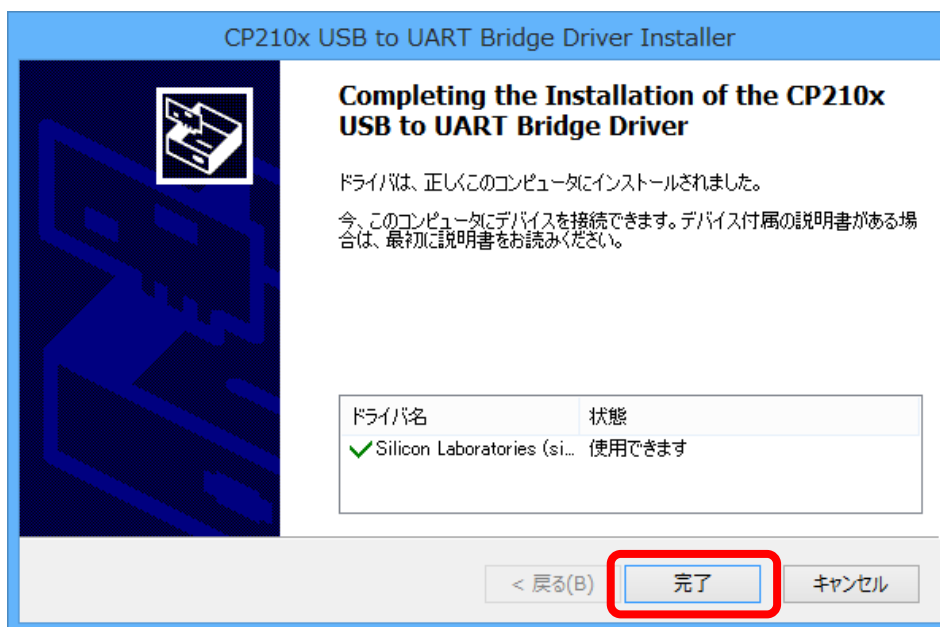 CP210x USB to UART Bridge Driver Installer
Completing the Installation of the CP210x
USB to UART Bridge Driver
ドライバは、正しくこのコンピュータにインストールされました。
今、このコンピュータにデバイスを接続できます。デバイス付属の説明書がある場
合は、最初に説明書をお読みください。
ドライバ名 状態
Silicon Laboratories (si... 使用できます
< 戻る(B) 完了 キャンセル